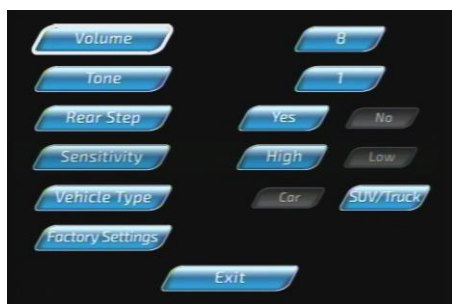 Volume 8
Tone 1
Rear Step Yes No
Sensitivity High Low
Vehicle Type Car SUV/Truck
Factory Settings
Exit